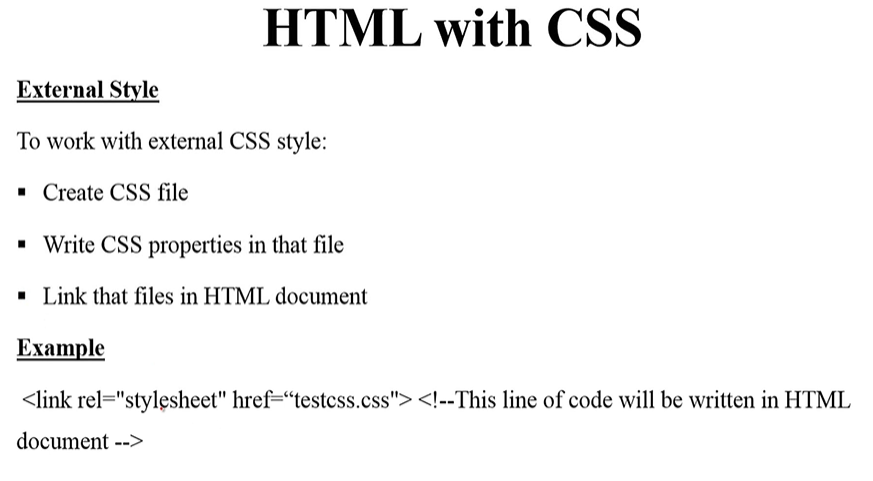 HTML with CSS
External Style
To work with external CSS style:
▪ Create CSS file
▪ Write CSS properties in that file
▪ Link that files in HTML document
Example
<link rel="stylesheet" href=“testcss.css"> <!--This line of code will be written in HTML
document -->